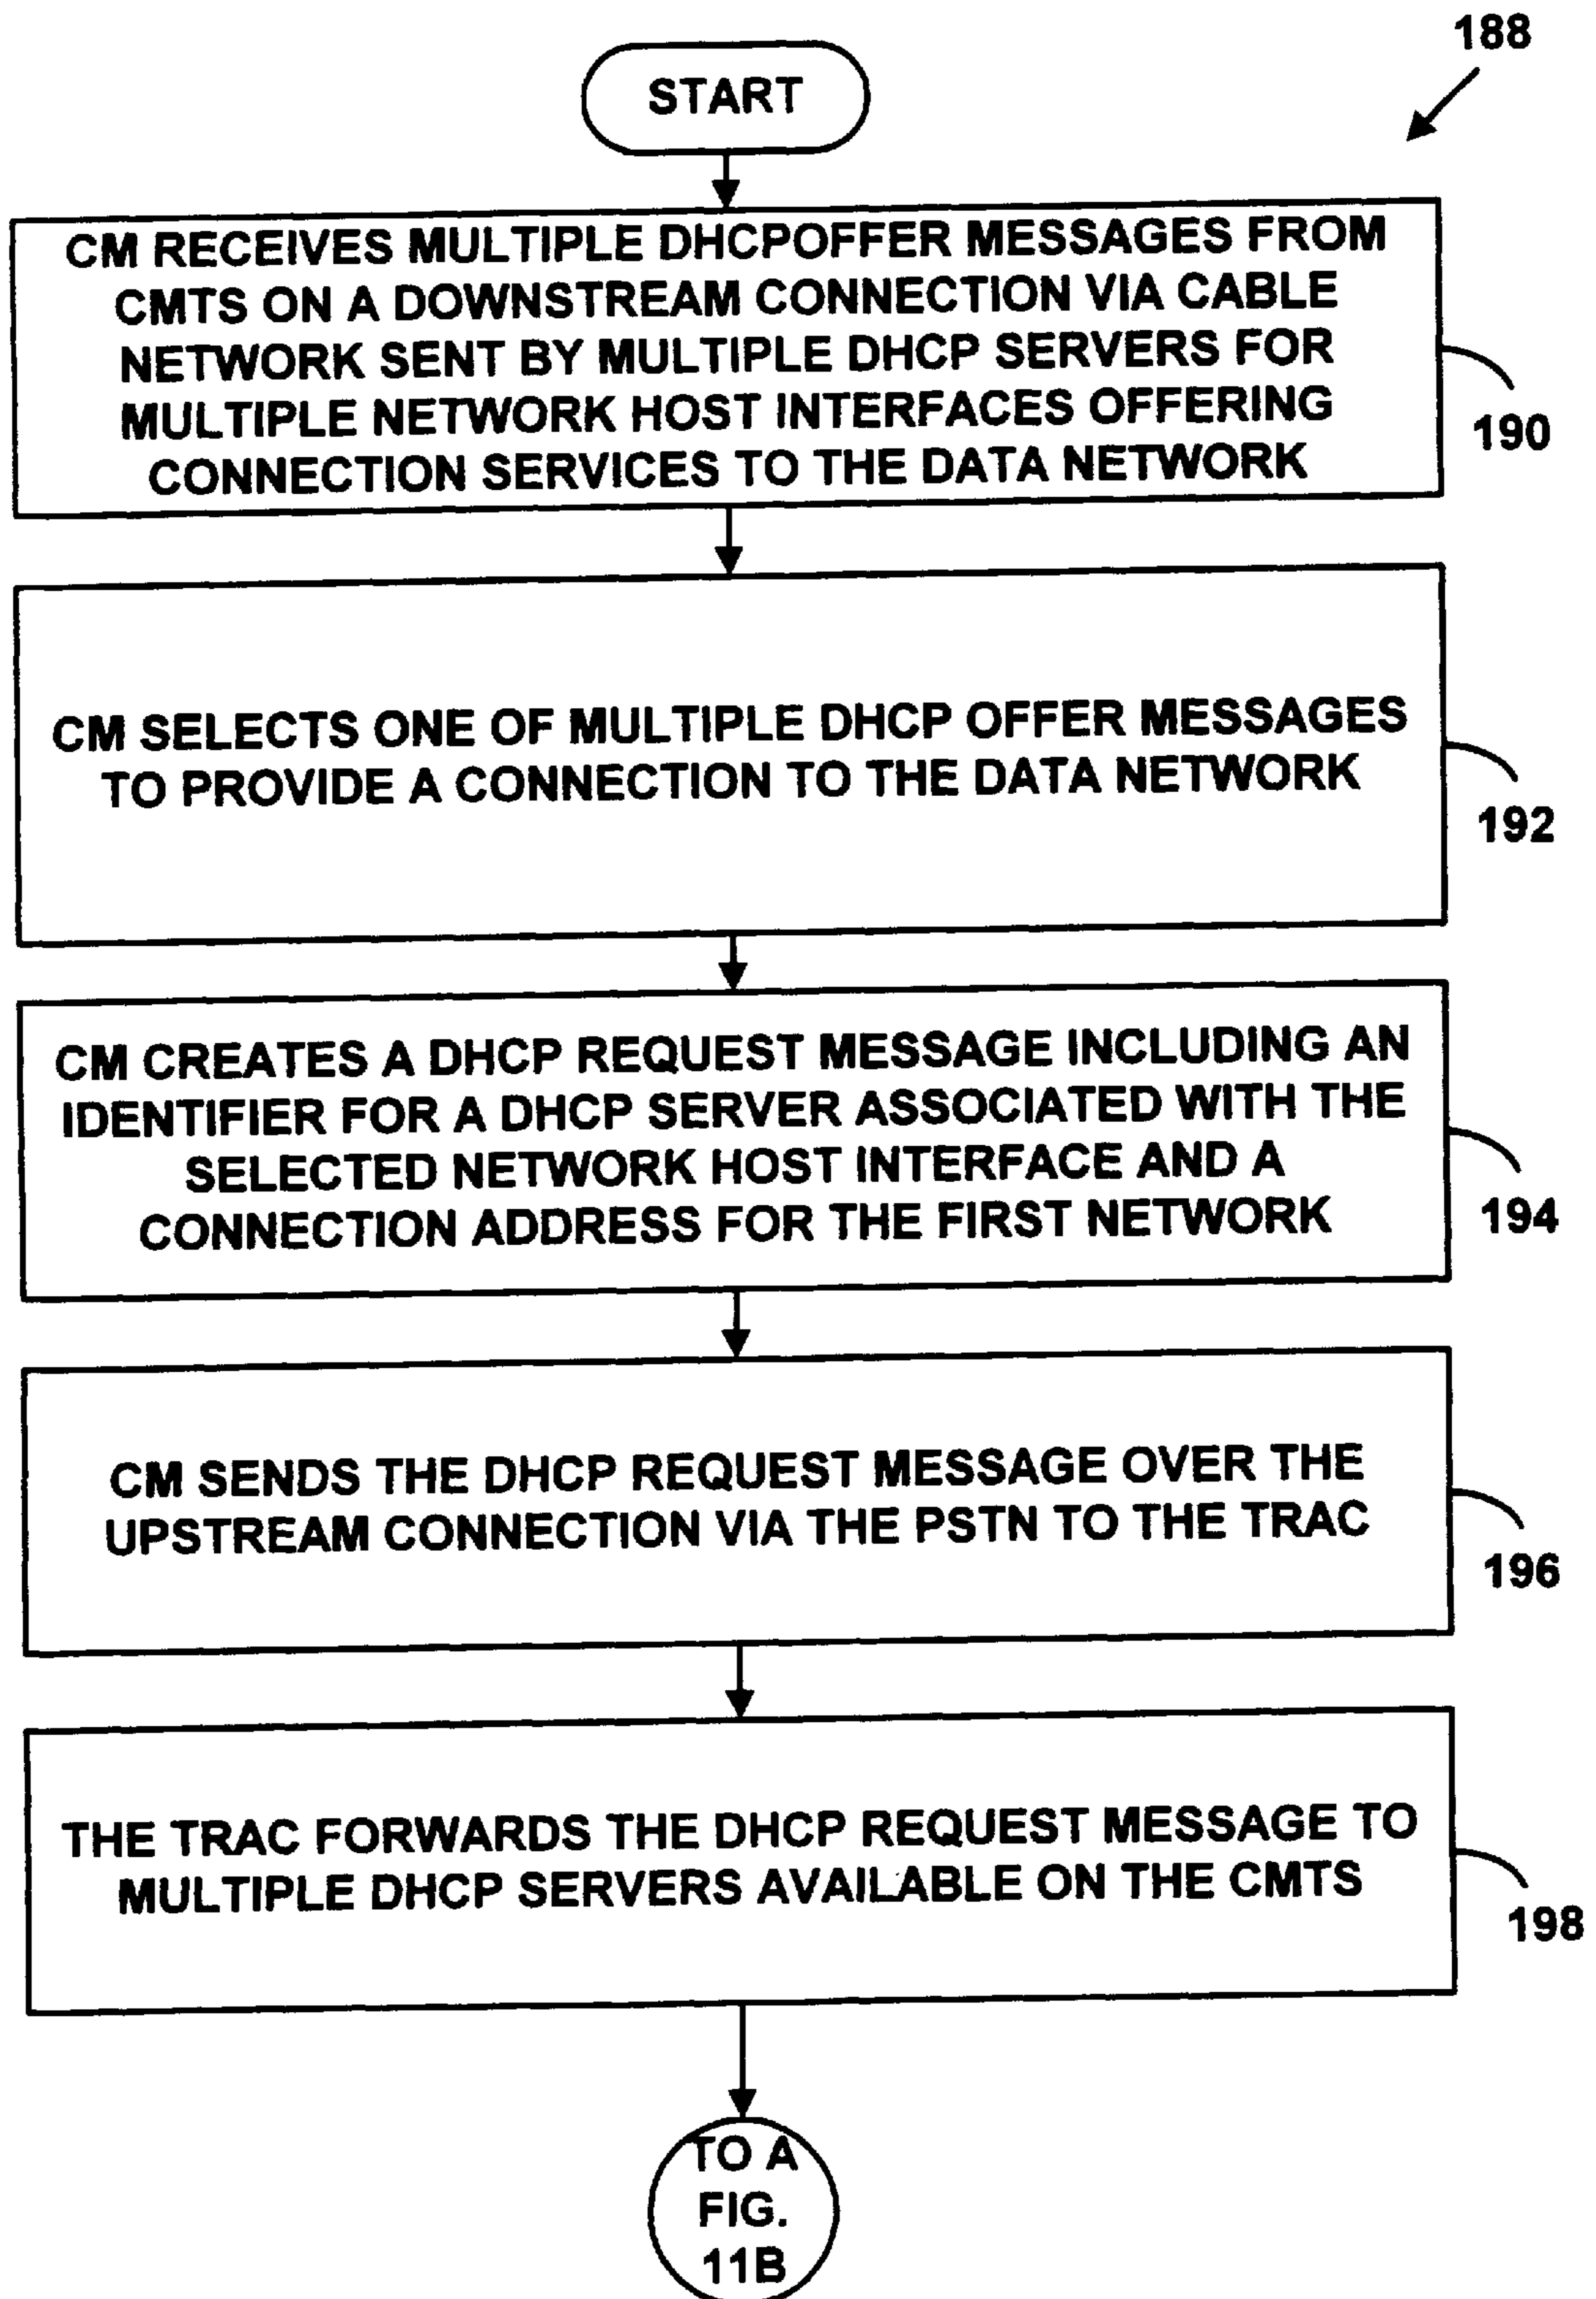 188
START
CM RECEIVES MULTIPLE DHCPOFFER MESSAGES FROM
CMTS ON A DOWNSTREAM CONNECTION VIA CABLE
NETWORK SENT BY MULTIPLE DHCP SERVERS FOR
MULTIPLE NETWORK HOST INTERFACES OFFERING
CONNECTION SERVICES TO THE DATA NETWORK
190
CM SELECTS ONE OF MULTIPLE DHCP OFFER MESSAGES
TO PROVIDE A CONNECTION TO THE DATA NETWORK
192
CM CREATES A DHCP REQUEST MESSAGE INCLUDING AN
IDENTIFIER FOR A DHCP SERVER ASSOCIATED WITH THE
SELECTED NETWORK HOST INTERFACE AND A
CONNECTION ADDRESS FOR THE FIRST NETWORK
194
CM SENDS THE DHCP REQUEST MESSAGE OVER THE
UPSTREAM CONNECTION VIA THE PSTN TO THE TRAC
196
THE TRAC FORWARDS THE DHCP REQUEST MESSAGE TO
MULTIPLE DHCP SERVERS AVAILABLE ON THE CMTS
198
TO A
FIG.
11B